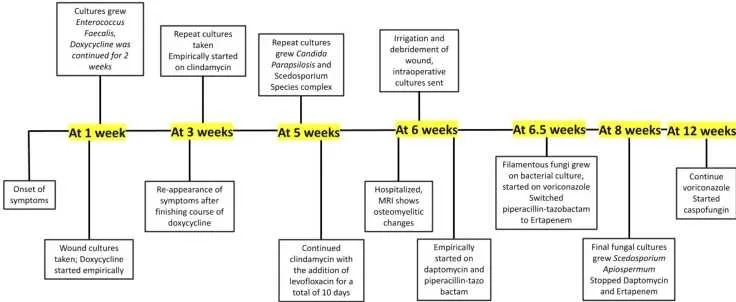 Cultures grew
Enterococcus
Faecalis,
Doxycycline was
continued for 2
weeks
Repeat cultures
taken
Empirically started
on clindamycin
Repeat cultures
grew Candida
Parapsilosis and
Scedosporium
Species complex
Irrigation and
debridement of
wound,
intraoperative
cultures sent
At 1 week
At 3 weeks
At 5 weeks
At 6 weeks
At 6.5 weeks
At 8 weeks
At 12 weeks
Onset of
symptoms
Wound cultures
taken; Doxycycline
started empirically
Re-appearance of
symptoms after
finishing course of
doxycycline
Continued
clindamycin with
the addition of
levofloxacin for a
total of 10 days
Hospitalized,
MRI shows
osteomyelitic
changes
Empirically
started on
daptomycin and
piperacillin-tazo
bactam
Filamentous fungi grew
on bacterial culture,
started on voriconazole
Switched
piperacillin-tazobactam
to Ertapenem
Final fungal cultures
grew Scedosporium
Apiospermum
Stopped Daptomycin
and Ertapenem
Continue
voriconazole
Started
caspofungin